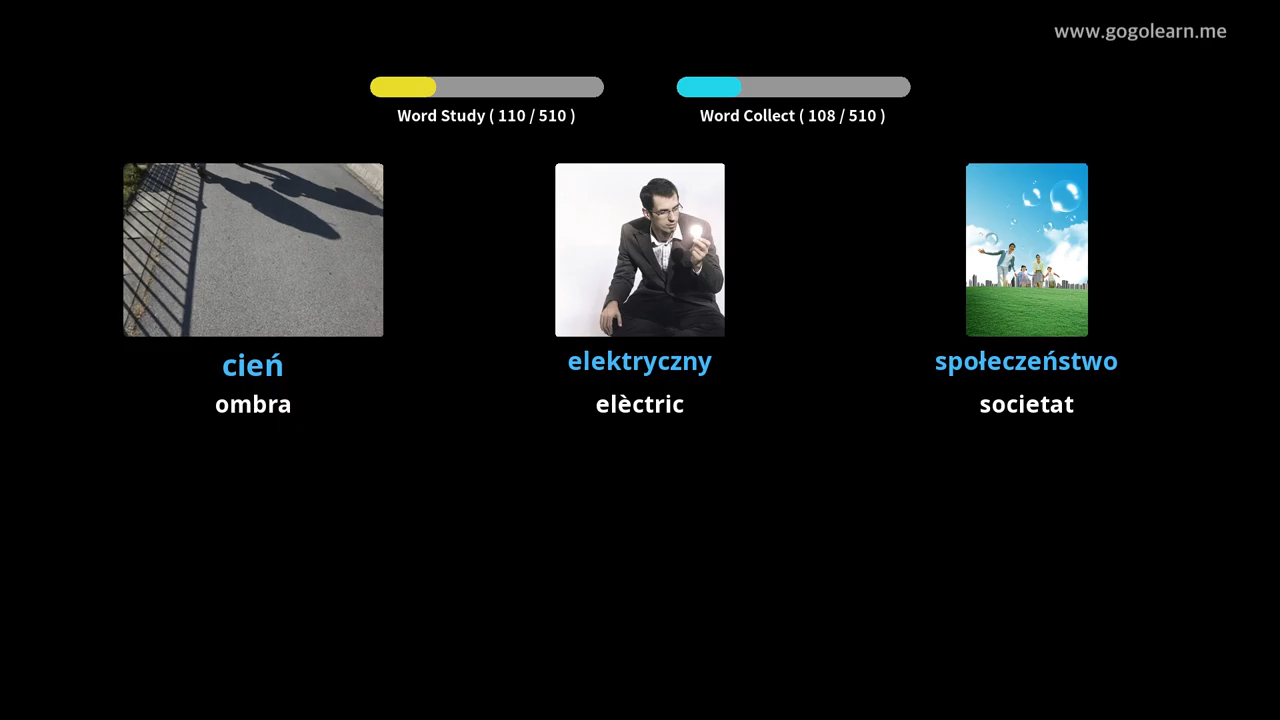 www.gogolearn.me
Word Study ( 110 / 510 )
Word Collect ( 108 / 510 )
cień
elektryczny
społeczeństwo
ombra
elèctric
societat